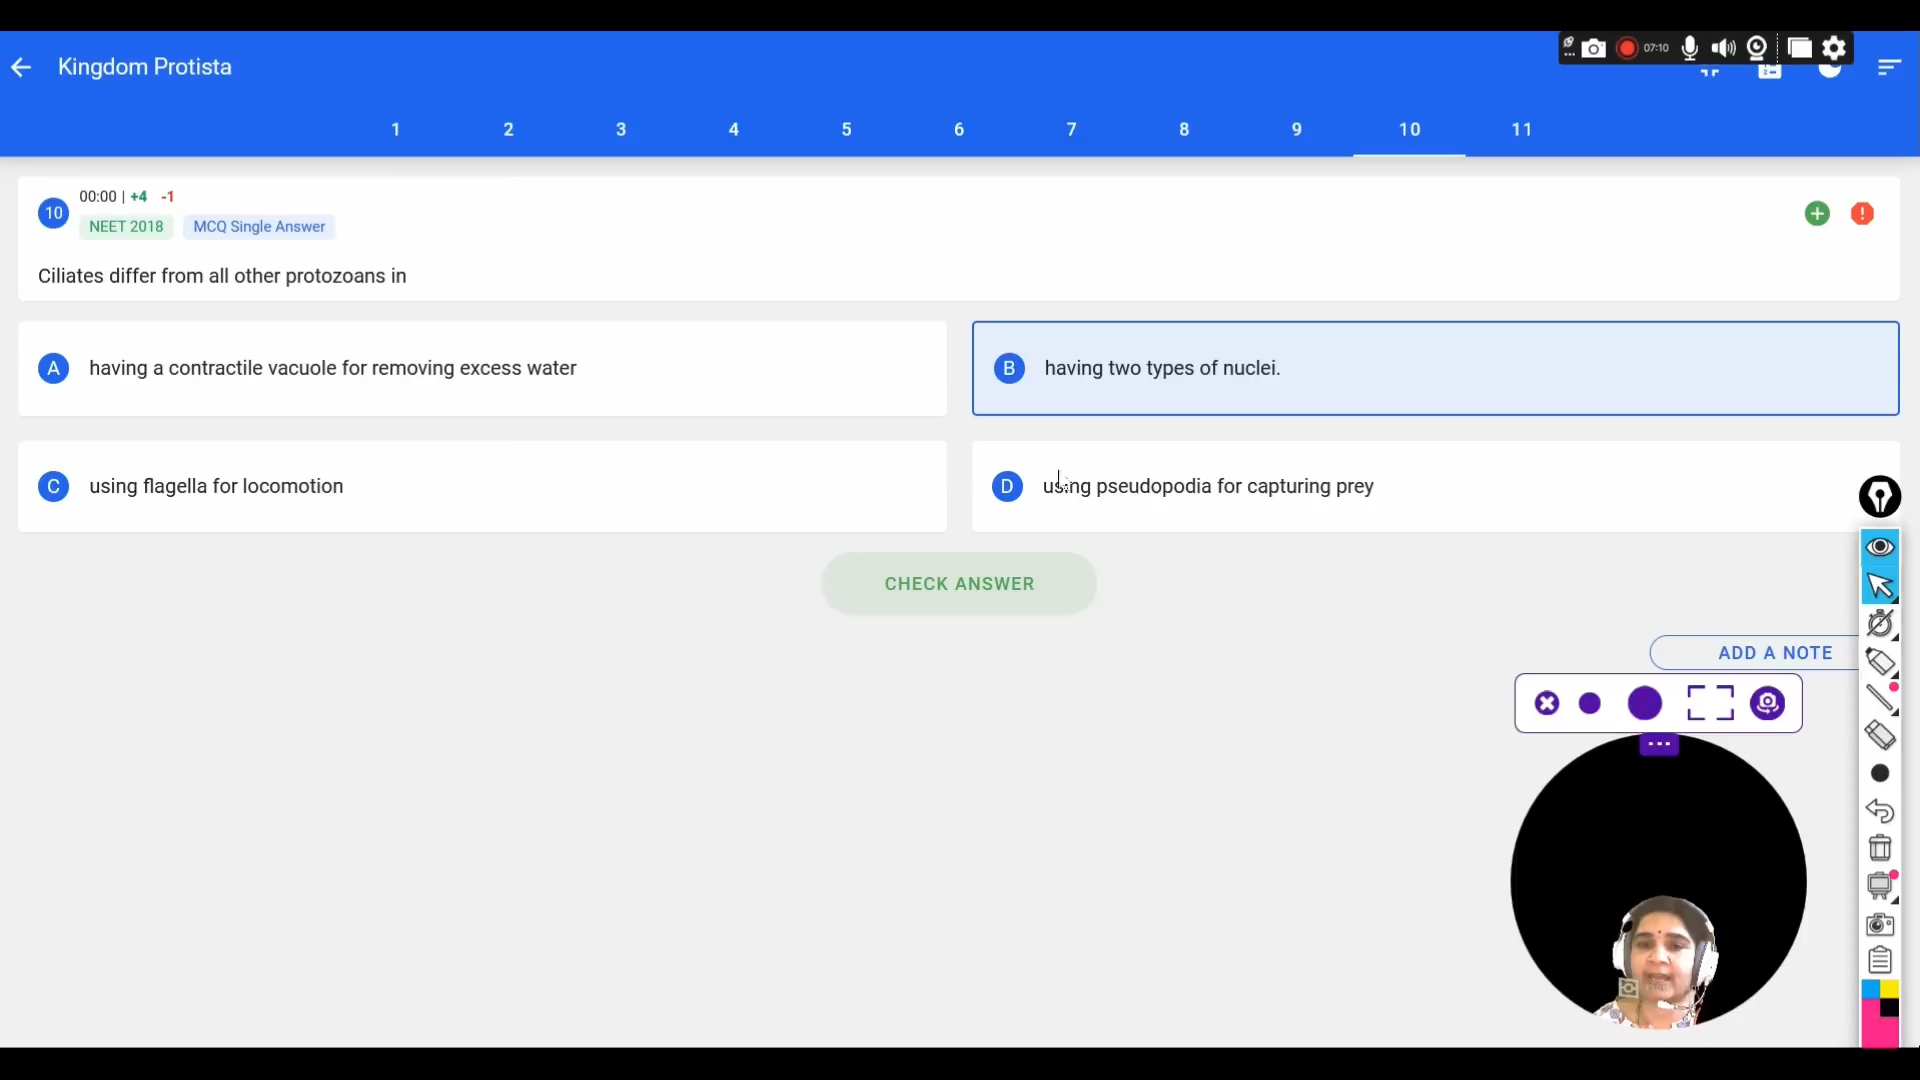 Kingdom Protista
07:10
1 2 3 4 5 6 7 8 9 10 11
10
00:00 | +4 -1
NEET 2018 MCQ Single Answer
Ciliates differ from all other protozoans in
A having a contractile vacuole for removing excess water
B having two types of nuclei.
C using flagella for locomotion
D using pseudopodia for capturing prey
CHECK ANSWER
ADD A NOTE